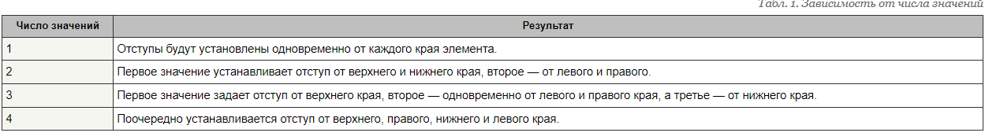 Табл. 1. Зависимость от числа значений
Число значений Результат
1 Отступы будут установлены одновременно от каждого края элемента.
2 Первое значение устанавливает отступ от верхнего и нижнего края, второе — от левого и правого.
3 Первое значение задает отступ от верхнего края, второе — одновременно от левого и правого края, а третье — от нижнего края.
4 Поочередно устанавливается отступ от верхнего, правого, нижнего и левого края.